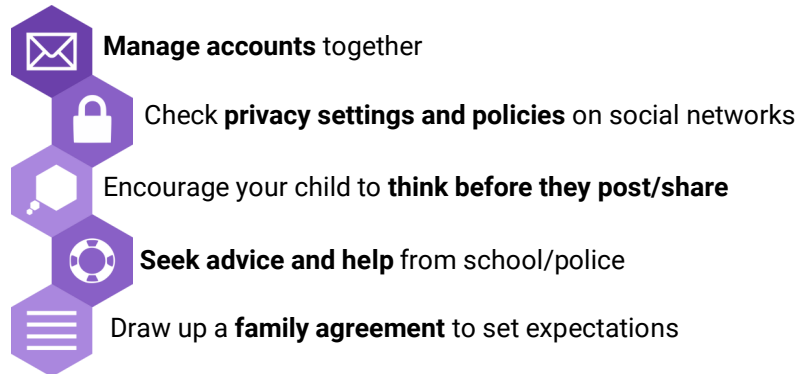 Manage accounts together
Check privacy settings and policies on social networks
Encourage your child to think before they post/share
Seek advice and help from school/police
Draw up a family agreement to set expectations